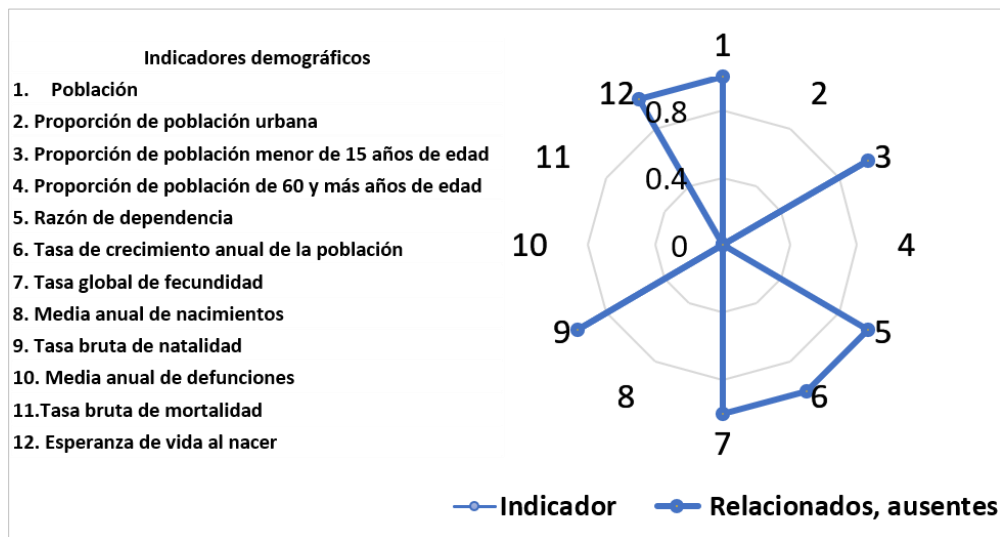 Indicadores demográficos
1. Población
2. Proporción de población urbana
3. Proporción de población menor de 15 años de edad
4. Proporción de población de 60 y más años de edad
5. Razón de dependencia
6. Tasa de crecimiento anual de la población
7. Tasa global de fecundidad
8. Media anual de nacimientos
9. Tasa bruta de natalidad
10. Media anual de defunciones
11.Tasa bruta de mortalidad
12. Esperanza de vida al nacer
1
2
3
4
5
6
7
8
9
10
11
12
0.8
0.4
0
Indicador
Relacionados, ausentes